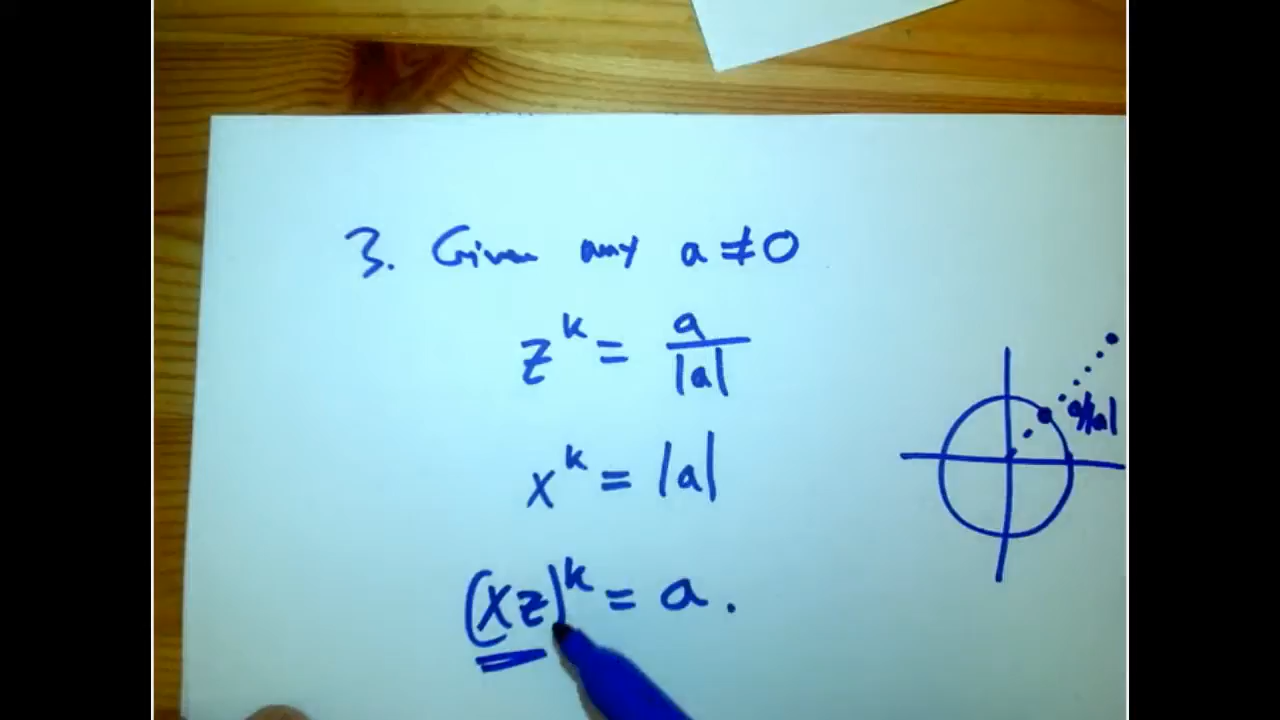 3. Given any a ≠ 0
z^k = a/|a|
a/|a|
x^k = |a|
(xz)^k = a.